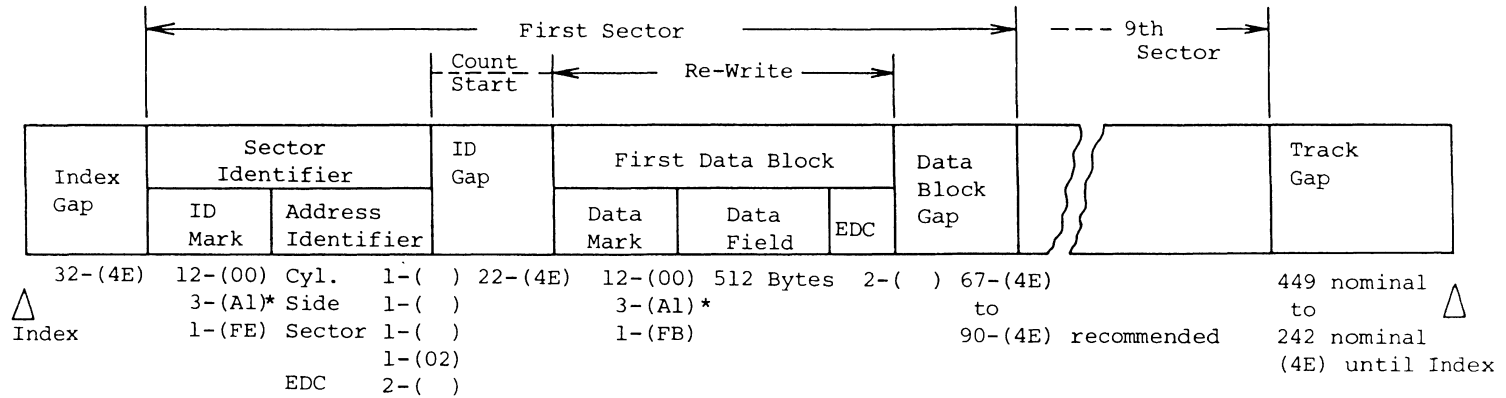 First Sector
--- 9th
Sector
Count
Start
Re-Write
Index
Gap
Sector
Identifier
ID
Mark
Address
Identifier
ID
Gap
First Data Block
Data
Mark
Data
Field
EDC
Data
Block
Gap
Track
Gap
32-(4E) 12-(00) Cyl. 1-( ) 22-(4E) 12-(00) 512 Bytes 2-( ) 67-(4E) 449 nominal
3-(A1)* Side 1-( ) 3-(A1)* to to
Index 1-(FE) Sector 1-( ) 1-(FB) 90-(4E) recommended 242 nominal
1-(02) (4E) until Index
EDC 2-( )